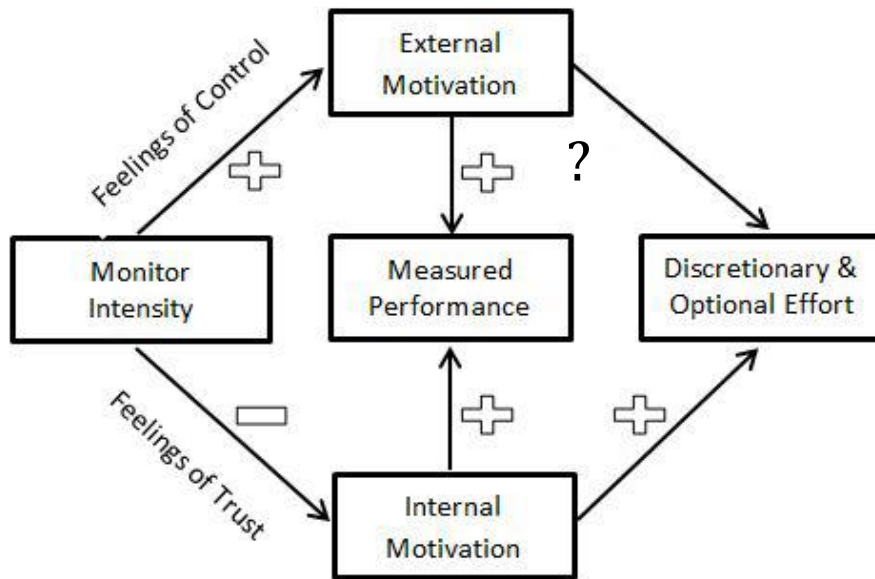 External
Motivation
Feelings of Control
?
Monitor
Intensity
Measured
Performance
Discretionary &
Optional Effort
Feelings of Trust
Internal
Motivation